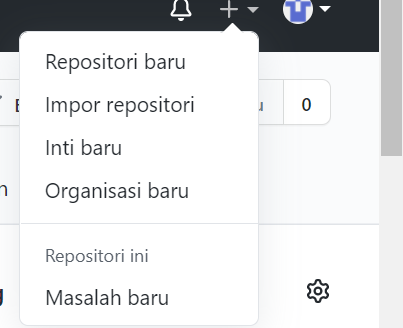 Repositori baru
Impor repositori
0
Inti baru
Organisasi baru
Repositori ini
Masalah baru